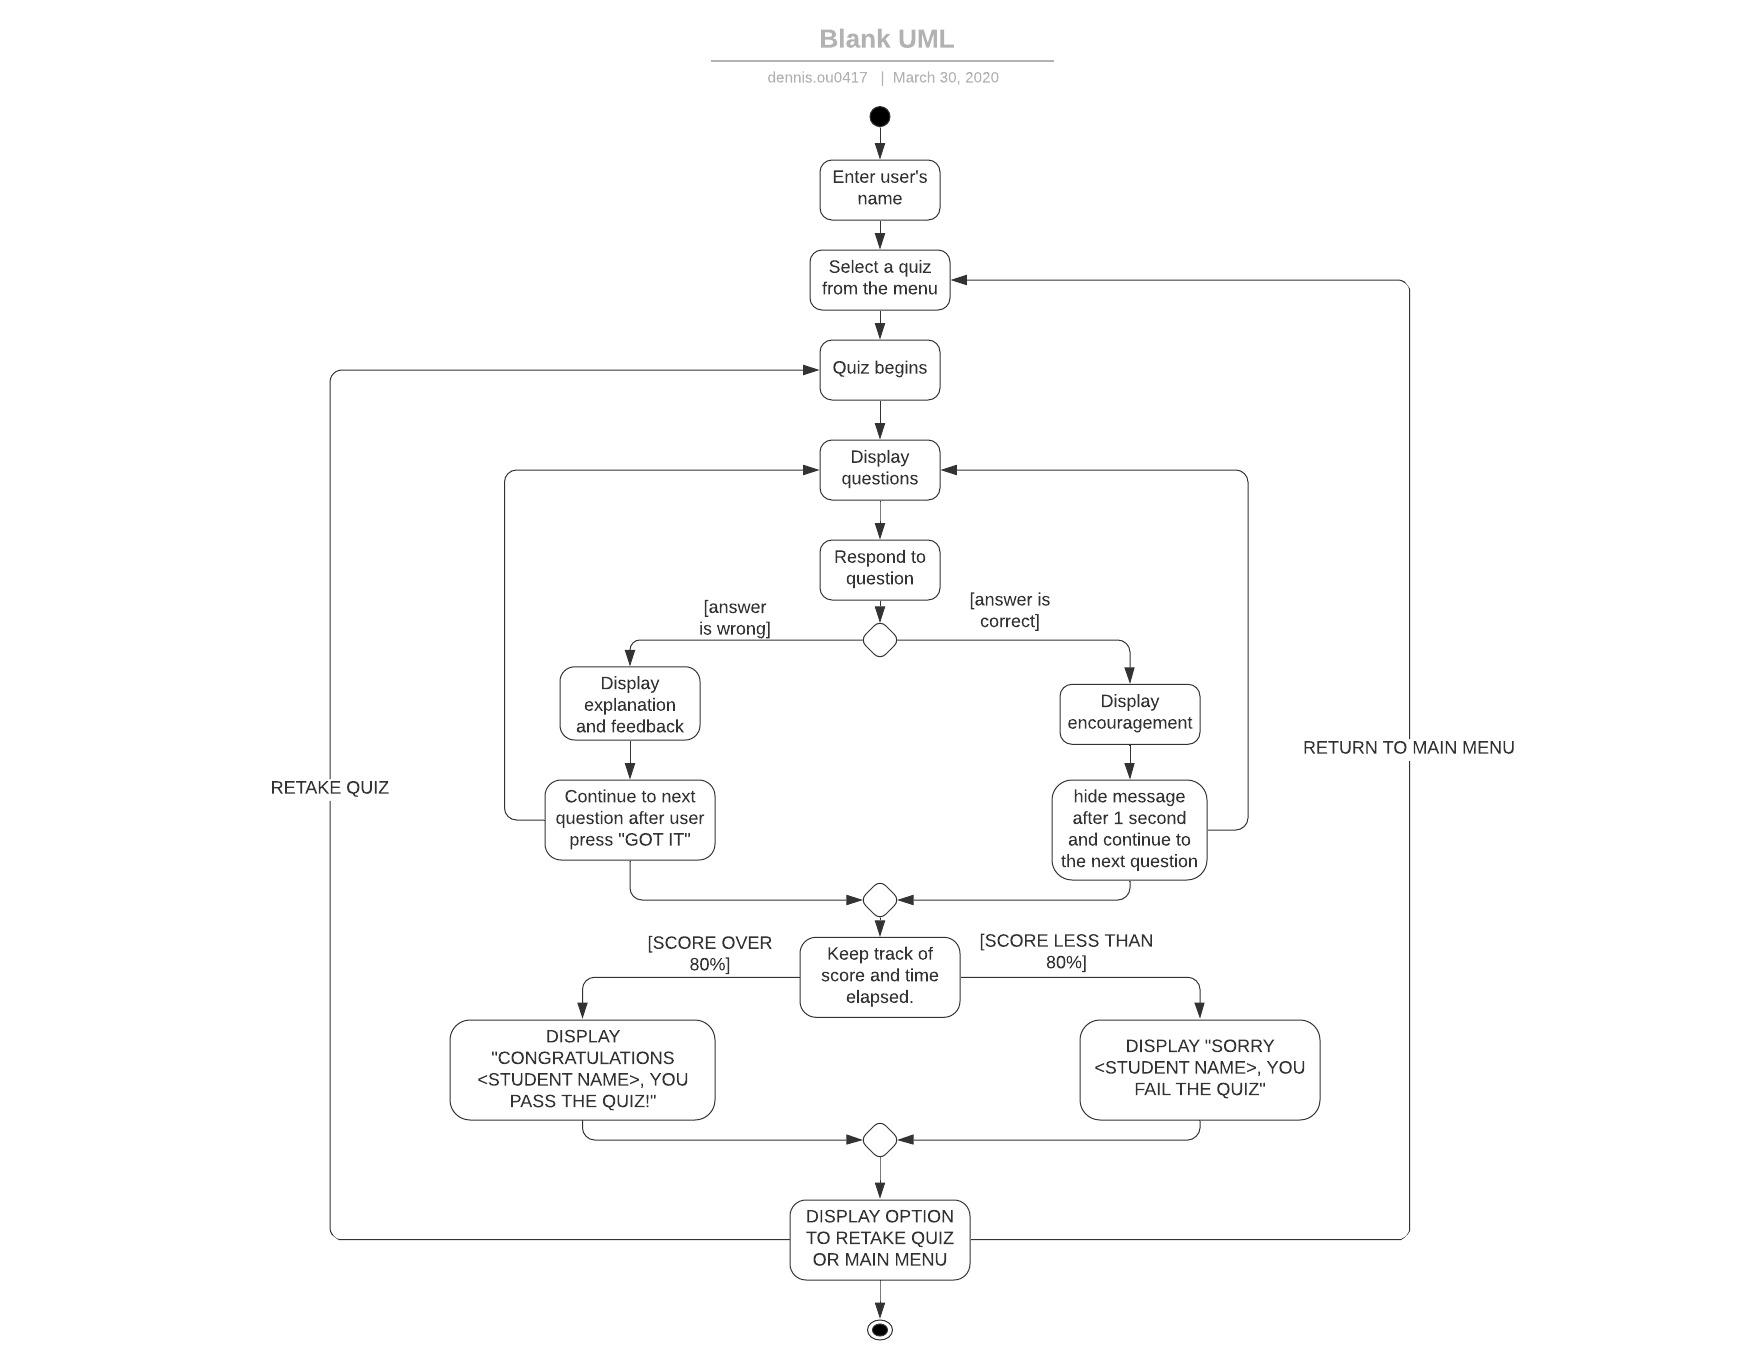 Blank UML
dennis.ou0417 | March 30, 2020
Enter user's
name
Select a quiz
from the menu
Quiz begins
Display
questions
Respond to
question
[answer
is wrong]
[answer is
correct]
Display
explanation
and feedback
Display
encouragement
RETURN TO MAIN MENU
RETAKE QUIZ
Continue to next
question after user
press "GOT IT"
hide message
after 1 second
and continue to
the next question
[SCORE OVER
80%]
Keep track of
score and time
elapsed.
[SCORE LESS THAN
80%]
DISPLAY
"CONGRATULATIONS
<STUDENT NAME>, YOU
PASS THE QUIZ!"
DISPLAY "SORRY
<STUDENT NAME>, YOU
FAIL THE QUIZ"
DISPLAY OPTION
TO RETAKE QUIZ
OR MAIN MENU